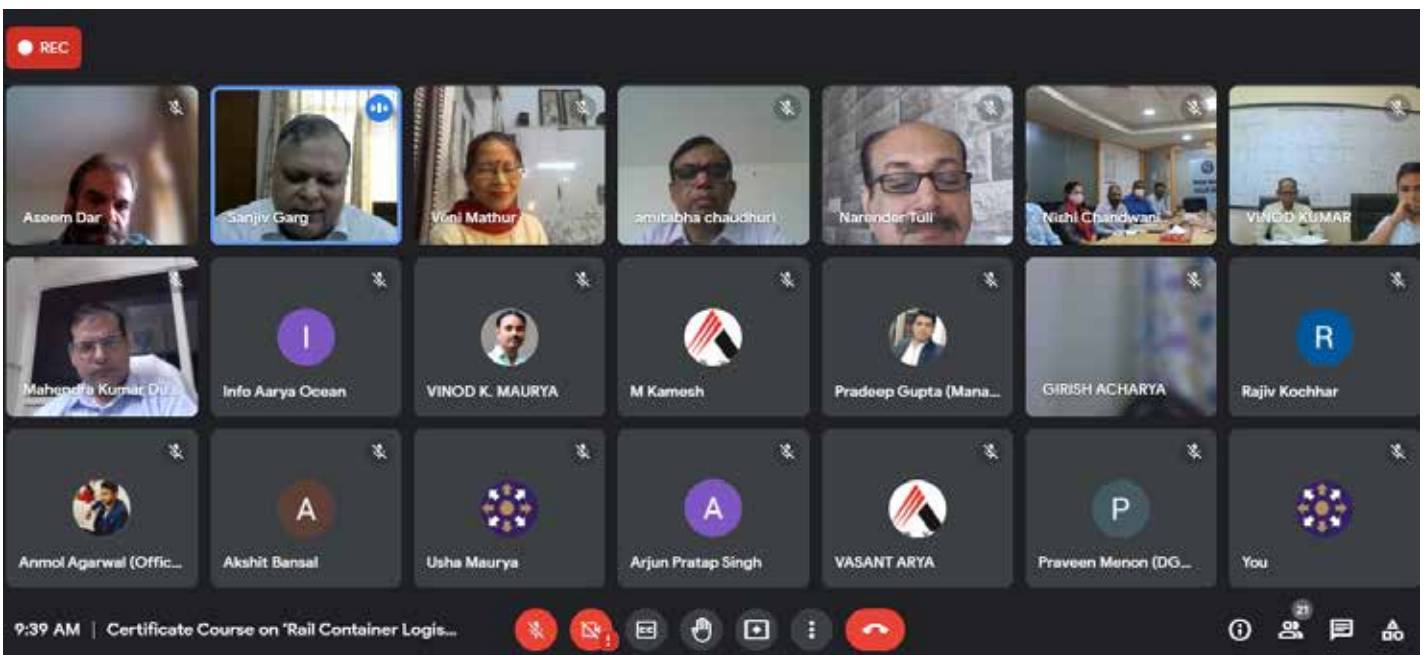 REC
Aseem Dar
Sanjiv Garg
Veni Mathur
amitabha chaudhuri
Narender Tuli
Nishi Chandwani
VINOD KUMAR
Mahendra Kumar Du...
I
Info Aarya Ocean
VINOD K. MAURYA
M Kamesh
Pradeep Gupta (Mana...
GIRISH ACHARYA
R
Rajiv Kochhar
Anmol Agarwal (Offic...
A
Akshit Bansal
Usha Maurya
A
Arjun Pratap Singh
VASANT ARYA
P
Praveen Menon (DG...
You
9:39 AM | Certificate Course on "Rail Container Logis...
CC
21